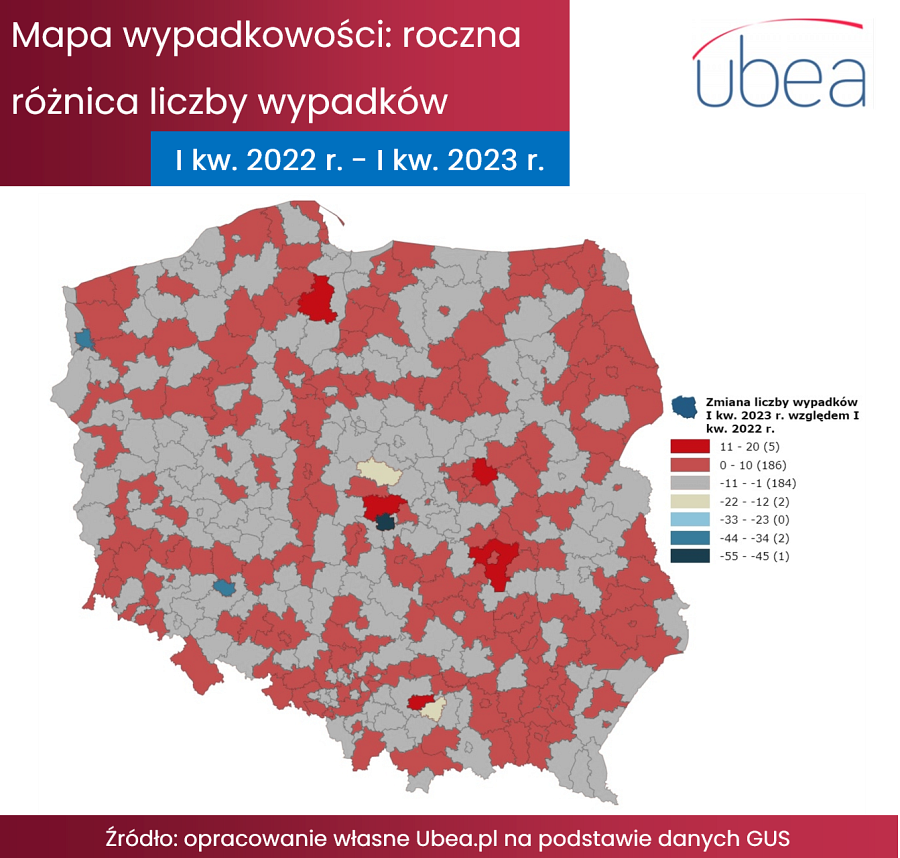 Mapa wypadkowości: roczna
różnica liczby wypadków
I kw. 2022 r. - I kw. 2023 r.
ubea
Zmiana liczby wypadków
I kw. 2023 r. względem I
kw. 2022 r.
11 - 20 (5)
0 - 10 (186)
-11 - -1 (184)
-22 - -12 (2)
-33 - -23 (0)
-44 - -34 (2)
-55 - -45 (1)
Źródło: opracowanie własne Ubea.pl na podstawie danych GUS